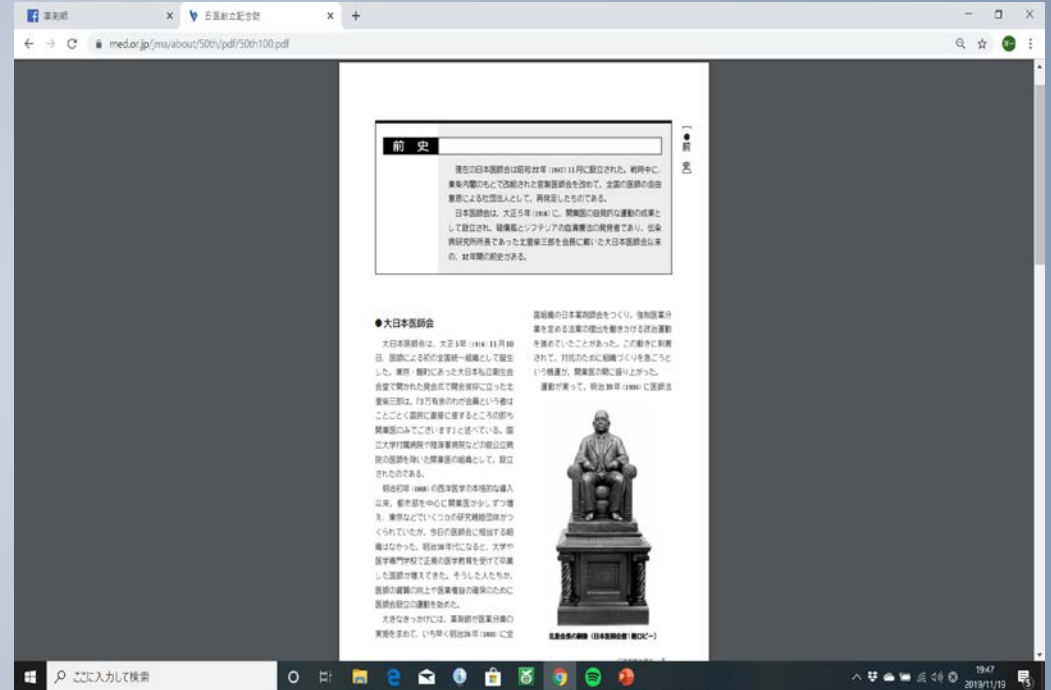 薬剤師
日医創立記念誌
med.or.jp/jma/about/50th/pdf/50th100.pdf
前 史
[●前 史]
現在の日本医師会は昭和22年(1947)11月に設立された。戦時中に、
東条内閣のもとで改組された官製医師会を改めて、全国の医師の自由
意思による社団法人として、再発足したものである。
日本医師会は、大正5年(1916)に、開業医の自発的な運動の成果と
して設立され、破傷風とジフテリアの血清療法の発見者であり、伝染
病研究所所長であった北里柴三郎を会長に戴いた大日本医師会以来
の、32年間の前史がある。
●大日本医師会
大日本医師会は、大正5年(1916)11月10
日、医師による初の全国統一組織として誕生
した。東京・麴町にあった大日本私立衛生会
会堂で開かれた発会式で開会挨拶に立った北
里柴三郎は、『3万有余のわが会員という者は
ことごとく国民に直接に接するところの即ち
開業医のみでございます』と述べている。国
立大学付属病院や陸海軍病院などの官公立病
院の医師を除いた開業医の組織として、設立
されたのである。
明治初年(1868)の西洋医学の本格的な導入
以来、都市部を中心に開業医が少しずつ増
え、東京などでいくつかの研究親睦団体がつ
くられていたが、今日の医師会に相当する組
織はなかった。明治30年代になると、大学や
医学専門学校で正規の医学教育を受けて卒業
した医師が増えてきた。そうした人たちが、
医師の資質の向上や医業権益の確保のために
医師会設立の運動を始めた。
大きなきっかけには、薬剤師が医薬分業の
実施を求めて、いち早く明治26年(1893)に全
国組織の日本薬剤師会をつくり、強制医薬分
業を定める法案の提出を働きかける政治運動
を進めていたことがあった。この動きに刺激
されて、対抗のために組織づくりを急ごうと
いう機運が、開業医の間に盛り上がった。
運動が実って、明治39年(1906)に医師法
北里会長の銅像(日本医師会館1階ロビー)
ここに入力して検索
19:47
2019/11/19